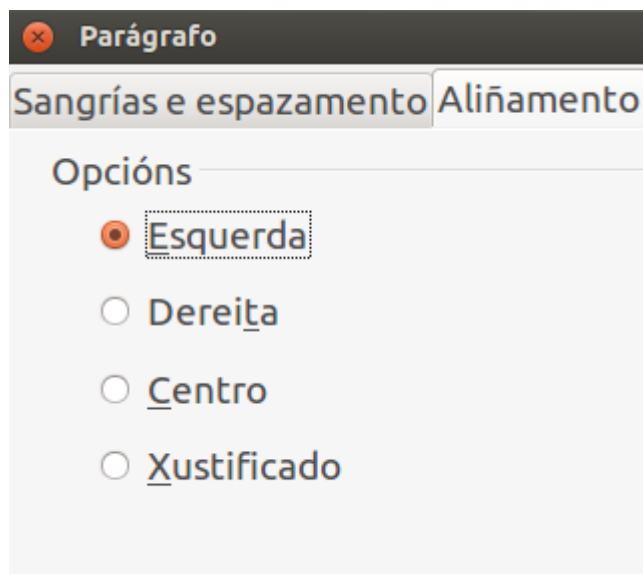 Parágrafo
Sangrías e espazamento Aliñamento
Opcións
Esquerda
Dereita
Centro
Xustificado